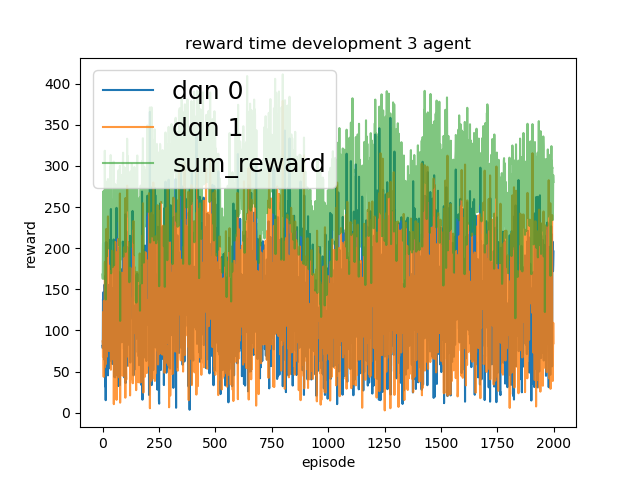 reward time development 3 agent
dqn 0
dqn 1
sum_reward
400
350
300
250
200
150
100
50
0
reward
0 250 500 750 1000 1250 1500 1750 2000
episode